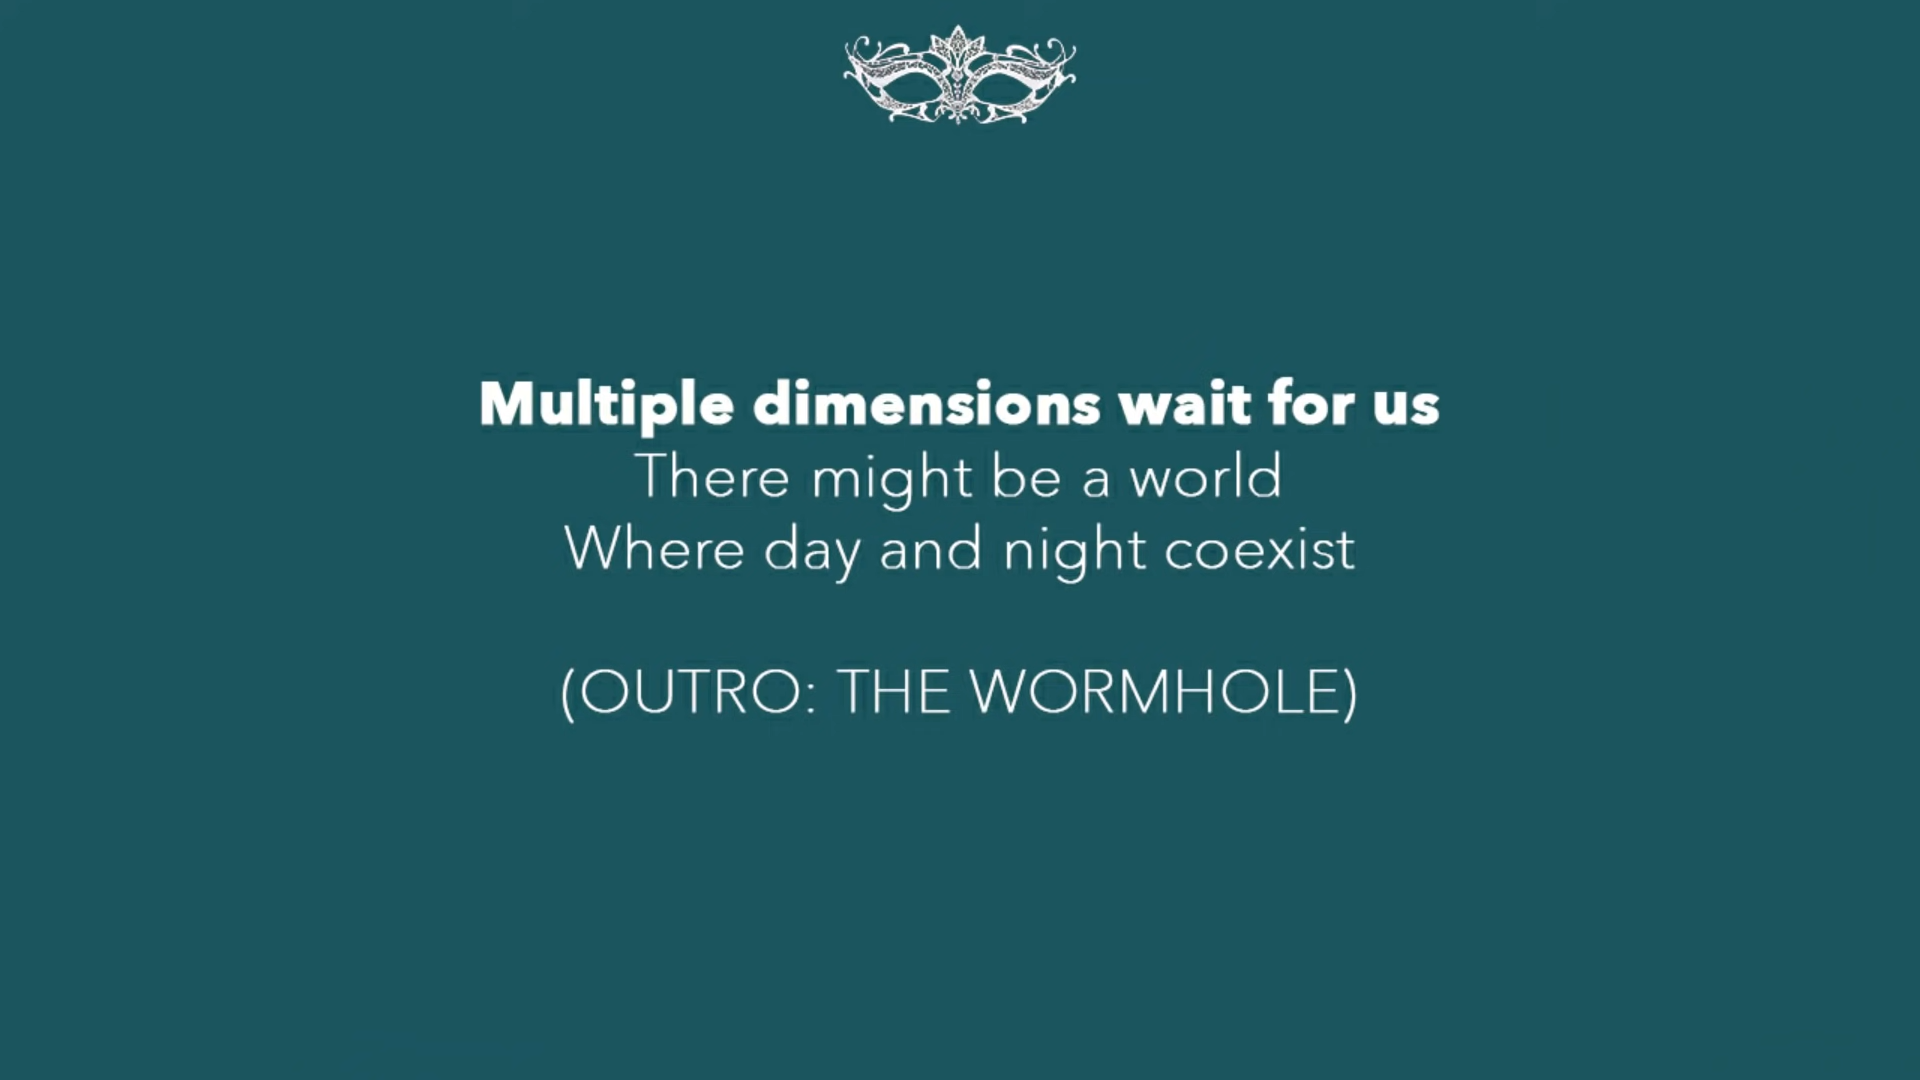 Multiple dimensions wait for us
There might be a world
Where day and night coexist
(OUTRO: THE WORMHOLE)